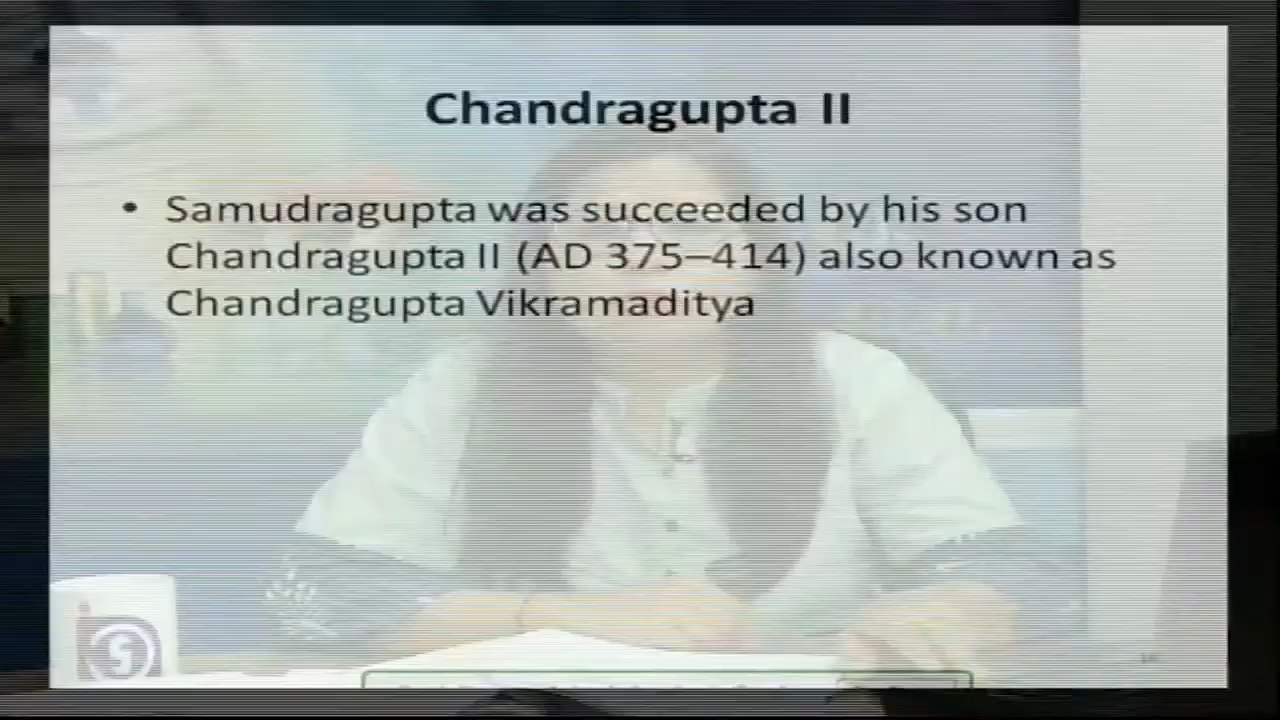 Chandragupta II
• Samudragupta was succeeded by his son
Chandragupta II (AD 375–414) also known as
Chandragupta Vikramaditya
S